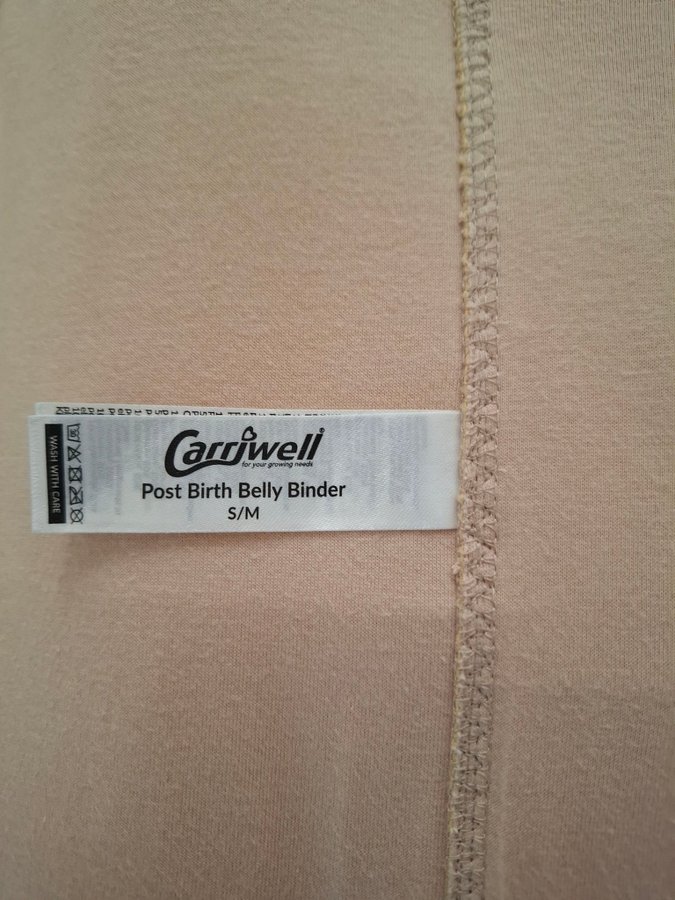 WASH WITH CARE
Carriwell
for your growing needs
Post Birth Belly Binder
S/M